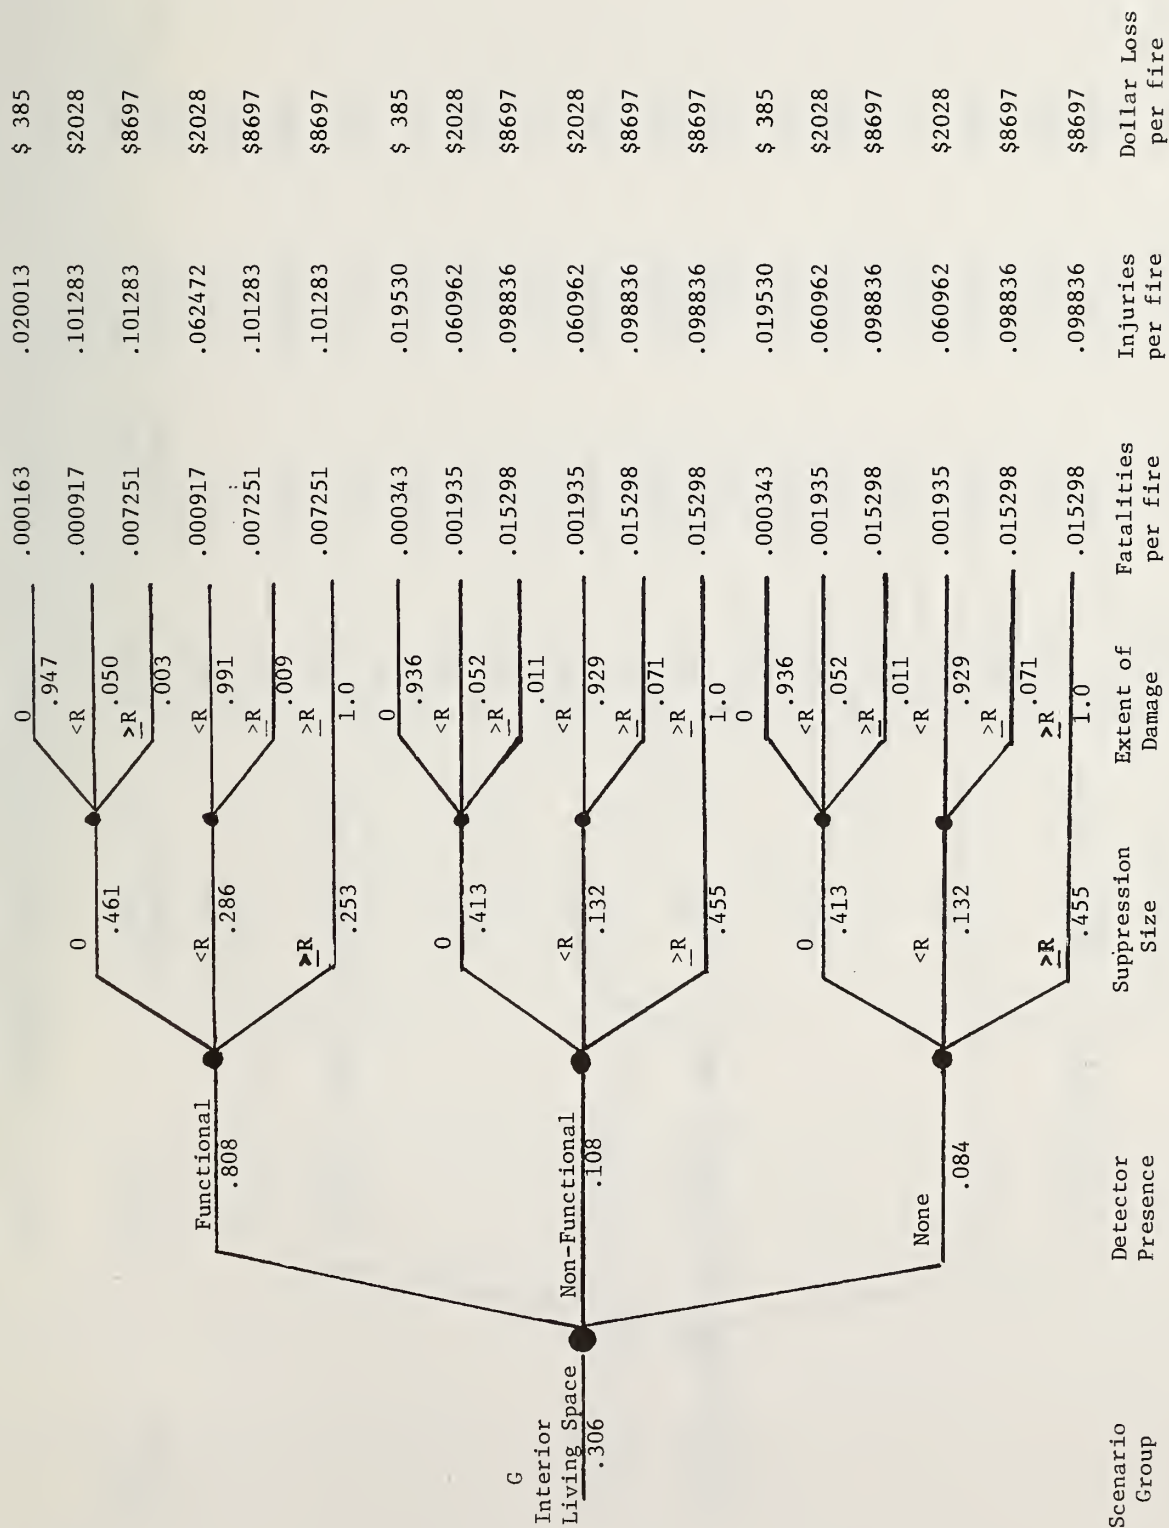 G
Interior
Living Space
.306
Functional
.808
Non-Functional
.108
None
.084
0
.461
<R
.286
>R
.253
0
.413
<R
.132
>R
.455
0
.413
<R
.132
>R
.455
0
.947
<R
.050
>R
.003
<R
.991
>R
.009
>R
1.0
0
.936
<R
.052
>R
.011
<R
.929
>R
.071
>R
1.0
0
.936
<R
.052
>R
.011
<R
.929
>R
.071
>R
1.0
.000163 .020013 $ 385
.000917 .101283 $2028
.007251 .101283 $8697
.000917 .062472 $2028
.007251 .101283 $8697
.007251 .101283 $8697
.000343 .019530 $ 385
.001935 .060962 $2028
.015298 .098836 $8697
.001935 .060962 $2028
.015298 .098836 $8697
.015298 .098836 $8697
.000343 .019530 $ 385
.001935 .060962 $2028
.015298 .098836 $8697
.001935 .060962 $2028
.015298 .098836 $8697
.015298 .098836 $8697
Scenario
Group
Detector
Presence
Suppression
Size
Extent of
Damage
Fatalities
per fire
Injuries
per fire
Dollar Loss
per fire